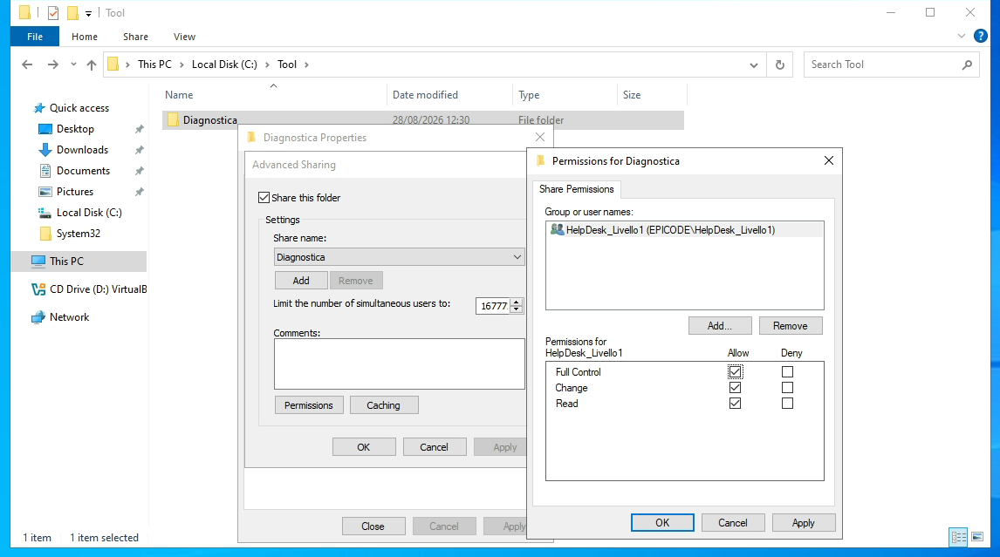 Tool
File Home Share View
This PC Local Disk (C:) Tool
Search Tool
Name Date modified Type Size
Quick access
Desktop
Downloads
Documents
Pictures
Local Disk (C:)
System32
This PC
CD Drive (D:) VirtualB
Network
Diagnostica 28/08/2026 12:30 File folder
Diagnostica Properties
Advanced Sharing
Share this folder
Settings
Share name:
Diagnostica
Add Remove
Limit the number of simultaneous users to: 16777
Comments:
Permissions Caching
OK Cancel Apply
Close Cancel Apply
Permissions for Diagnostica
Share Permissions
Group or user names:
HelpDesk_Livello1 (EPICODE\HelpDesk_Livello1)
Add... Remove
Permissions for
HelpDesk_Livello1 Allow Deny
Full Control
Change
Read
OK Cancel Apply
1 item 1 item selected